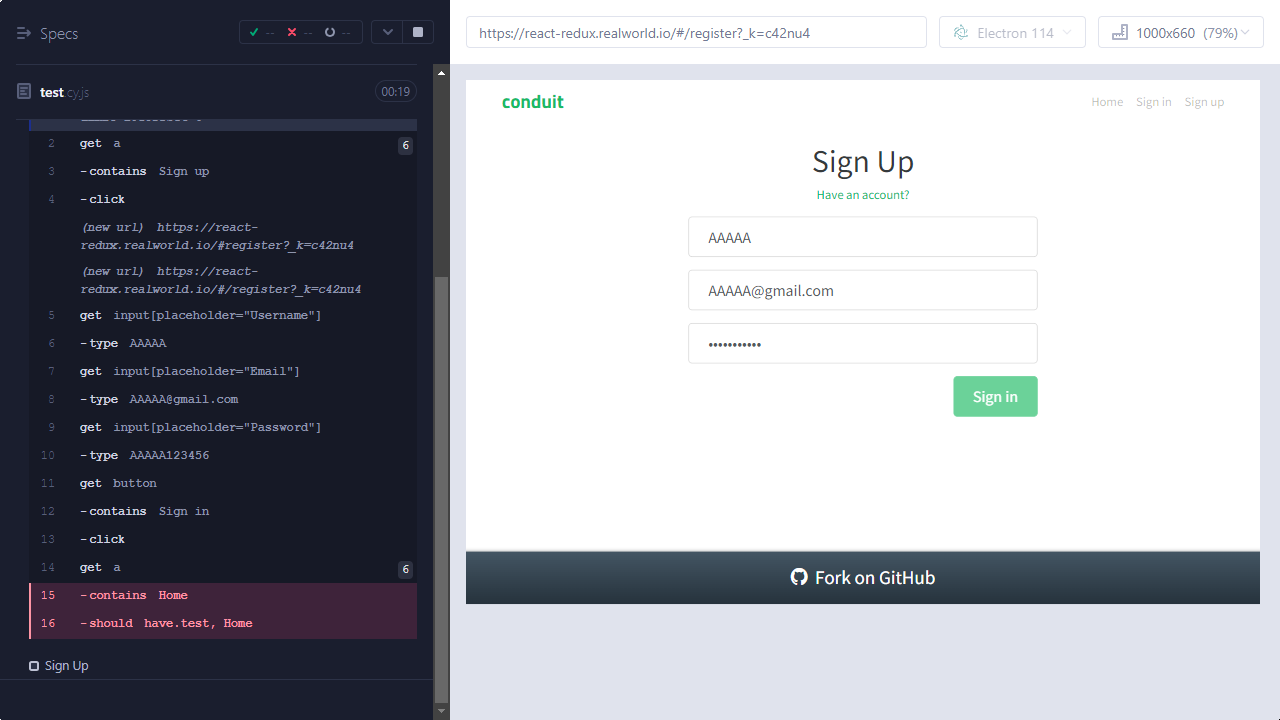 Specs
--
--
--
https://react-redux.realworld.io/#/register?_k=c42nu4
Electron 114
1000x660 (79%)
test.cy.js
00:19
2 get a 6
3 -contains Sign up
4 -click
(new url) https://react-
redux.realworld.io/#register?_k=c42nu4
(new url) https://react-
redux.realworld.io/#/register?_k=c42nu4
5 get input[placeholder="Username"]
6 -type AAAAA
7 get input[placeholder="Email"]
8 -type AAAAA@gmail.com
9 get input[placeholder="Password"]
10 -type AAAAA123456
11 get button
12 -contains Sign in
13 -click
14 get a 6
15 -contains Home
16 -should have.test, Home
Sign Up
conduit
Home Sign in Sign up
Sign Up
Have an account?
AAAAA
AAAAA@gmail.com
•••••••••••
Sign in
Fork on GitHub